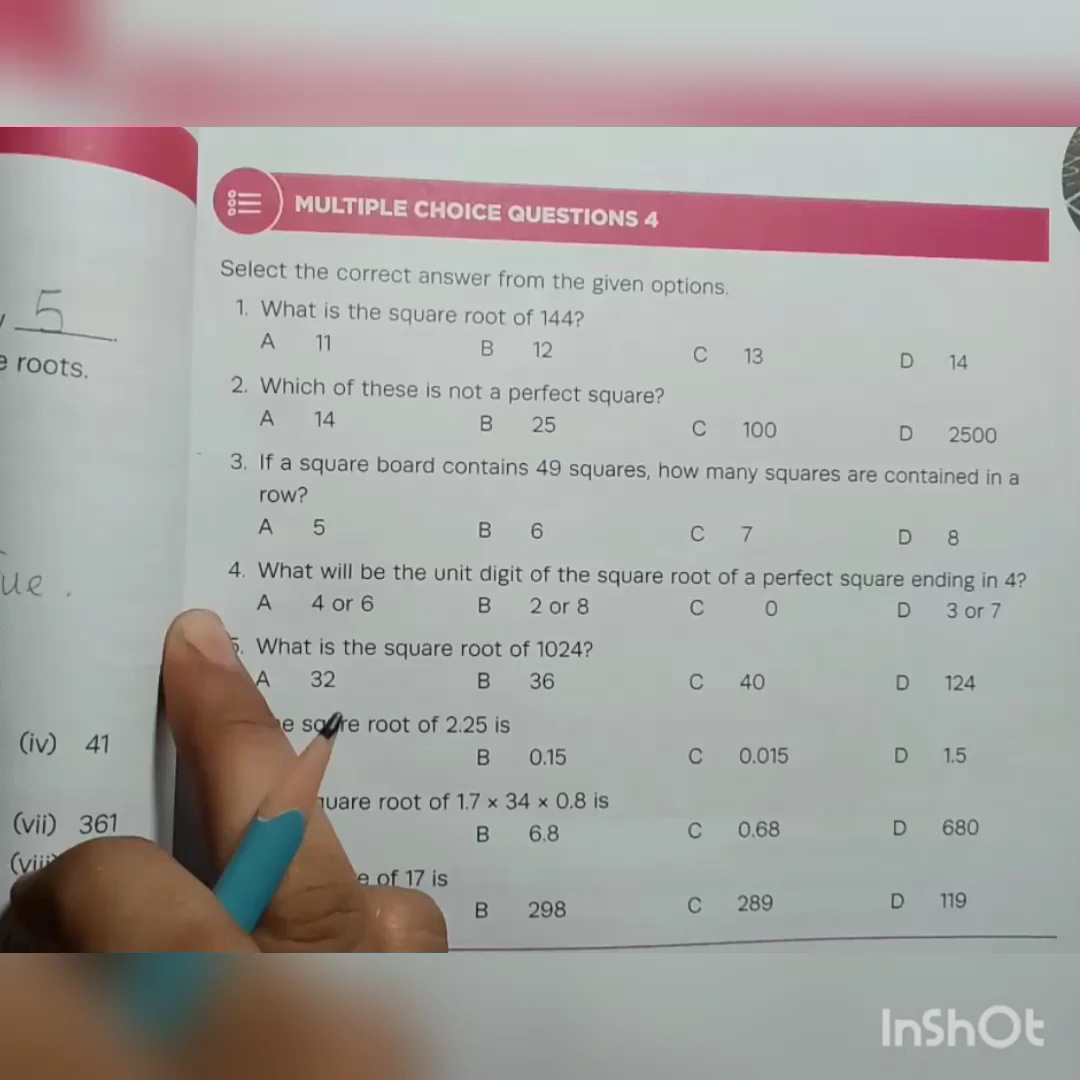 5
e roots.
ue.
(iv) 41
(vii) 361
(viii)
MULTIPLE CHOICE QUESTIONS 4
Select the correct answer from the given options.
1. What is the square root of 144?
A 11 B 12 C 13 D 14
2. Which of these is not a perfect square?
A 14 B 25 C 100 D 2500
3. If a square board contains 49 squares, how many squares are contained in a
row?
A 5 B 6 C 7 D 8
4. What will be the unit digit of the square root of a perfect square ending in 4?
A 4 or 6 B 2 or 8 C 0 D 3 or 7
5. What is the square root of 1024?
A 32 B 36 C 40 D 124
square root of 2.25 is
B 0.15 C 0.015 D 1.5
root of 1.7 × 34 × 0.8 is
B 6.8 C 0.68 D 680
of 17 is
B 298 C 289 D 119
InShOt